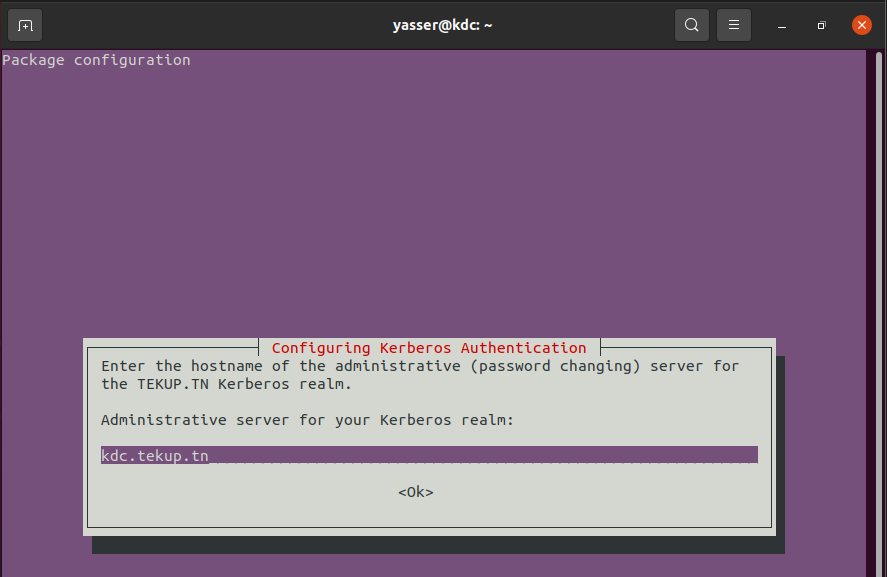 yasser@kdc: ~
Package configuration
Configuring Kerberos Authentication
Enter the hostname of the administrative (password changing) server for
the TEKUP.TN Kerberos realm.
Administrative server for your Kerberos realm:
kdc.tekup.tn
<Ok>